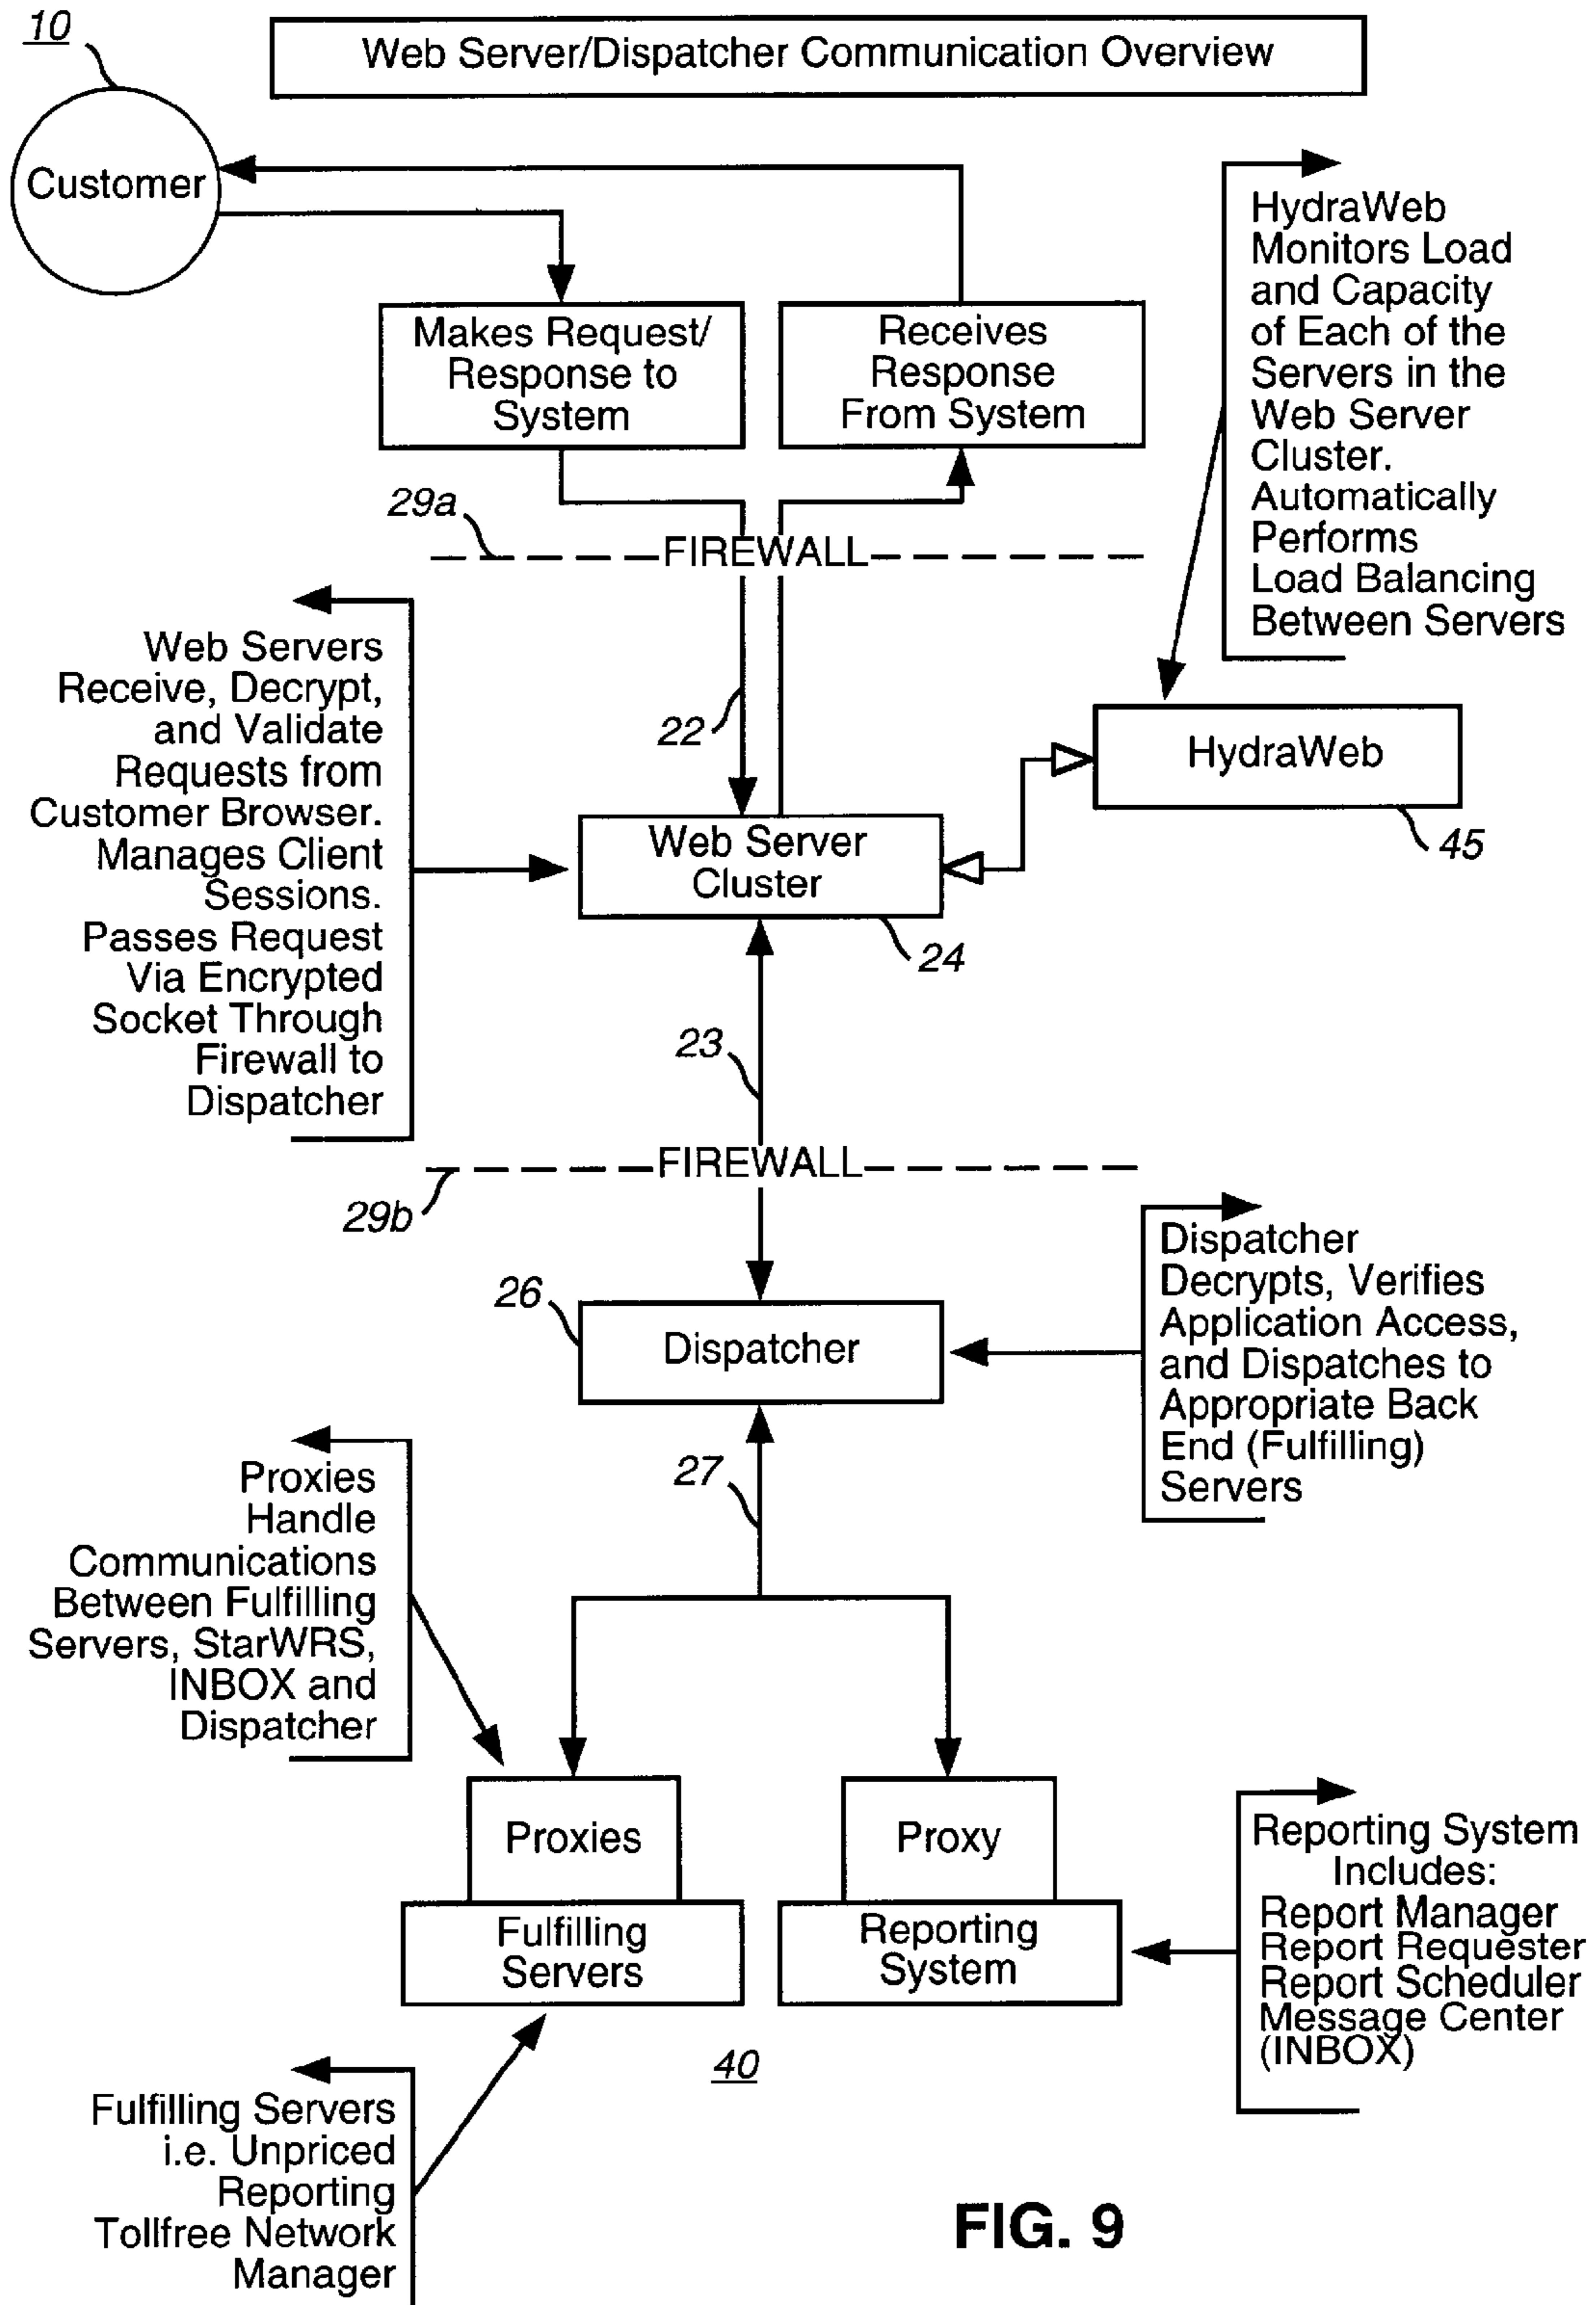 10
Web Server/Dispatcher Communication Overview
Customer
Makes Request/
Response to
System
Receives
Response
From System
HydraWeb
Monitors Load
and Capacity
of Each of the
Servers in the
Web Server
Cluster.
Automatically
Performs
Load Balancing
Between Servers
29a
FIREWALL
Web Servers
Receive, Decrypt,
and Validate
Requests from
Customer Browser.
Manages Client
Sessions.
Passes Request
Via Encrypted
Socket Through
Firewall to
Dispatcher
22
HydraWeb
45
Web Server
Cluster
24
23
FIREWALL
29b
26
Dispatcher
Dispatcher
Decrypts, Verifies
Application Access,
and Dispatches to
Appropriate Back
End (Fulfilling)
Servers
27
Proxies
Handle
Communications
Between Fulfilling
Servers, StarWRS,
INBOX and
Dispatcher
Proxies
Fulfilling
Servers
Proxy
Reporting
System
Reporting System
Includes:
Report Manager
Report Requester
Report Scheduler
Message Center
(INBOX)
40
Fulfilling Servers
i.e. Unpriced
Reporting
Tollfree Network
Manager
FIG. 9